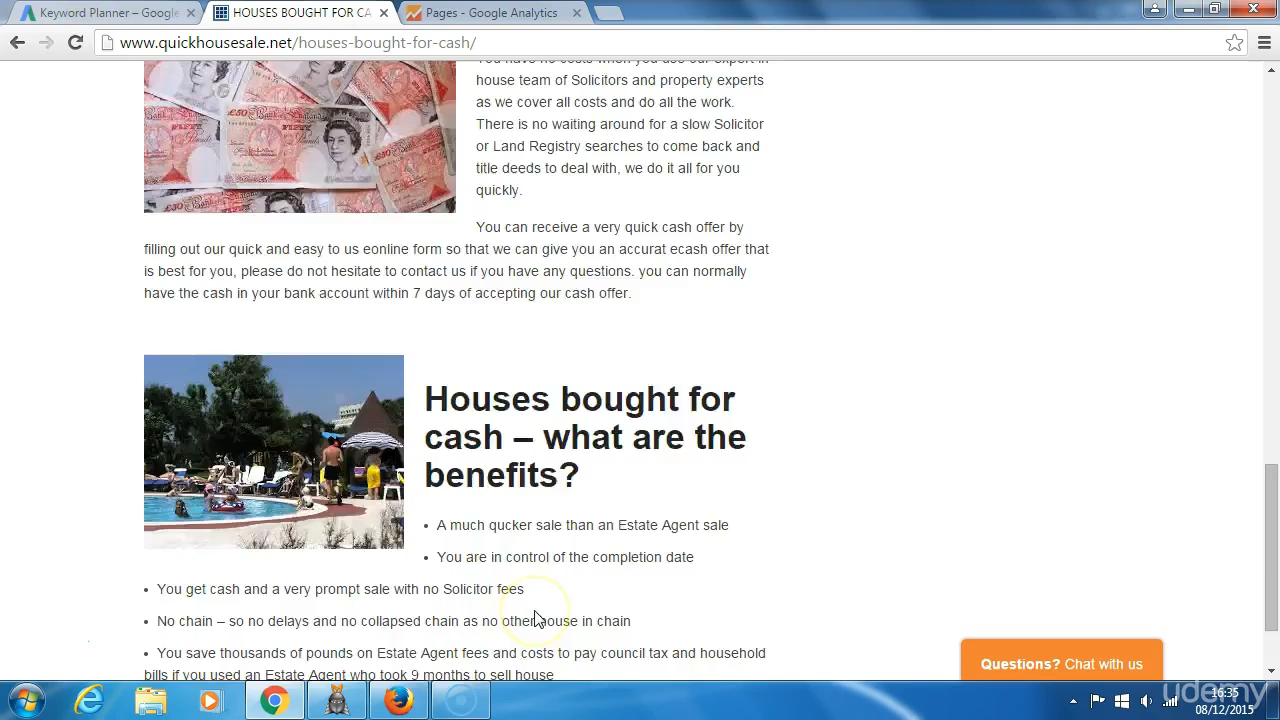 Keyword Planner – Google
HOUSES BOUGHT FOR CA
Pages - Google Analytics
www.quickhousesale.net/houses-bought-for-cash/
You have no costs when you use our expert in
house team of Solicitors and property experts
as we cover all costs and do all the work.
There is no waiting around for a slow Solicitor
or Land Registry searches to come back and
title deeds to deal with, we do it all for you
quickly.
You can receive a very quick cash offer by
filling out our quick and easy to us eonline form so that we can give you an accurat ecash offer that
is best for you, please do not hesitate to contact us if you have any questions. you can normally
have the cash in your bank account within 7 days of accepting our cash offer.
Houses bought for
cash – what are the
benefits?
• A much qucker sale than an Estate Agent sale
• You are in control of the completion date
• You get cash and a very prompt sale with no Solicitor fees
• No chain – so no delays and no collapsed chain as no other house in chain
• You save thousands of pounds on Estate Agent fees and costs to pay council tax and household
bills if you used an Estate Agent who took 9 months to sell house
Questions? Chat with us
udemy
16:35
08/12/2015